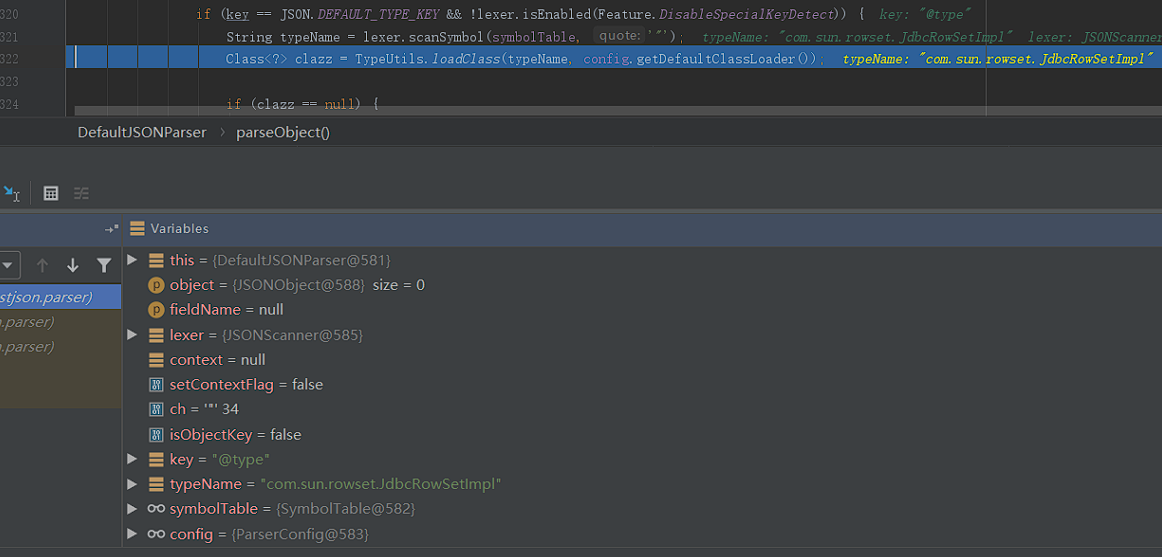 320 if (key == JSON.DEFAULT_TYPE_KEY && !lexer.isEnabled(Feature.DisableSpecialKeyDetect)) { key: "@type"
321 String typeName = lexer.scanSymbol(symbolTable, quote: '"'); typeName: "com.sun.rowset.JdbcRowSetImpl" lexer: JSONScanner
322 Class<?> clazz = TypeUtils.loadClass(typeName, config.getDefaultClassLoader()); typeName: "com.sun.rowset.JdbcRowSetImpl"
323
324 if (clazz == null) {
DefaultJSONParser › parseObject()
Variables
this = {DefaultJSONParser@581}
object = {JSONObject@588} size = 0
fieldName = null
stjson.parser)
lexer = {JSONScanner@585}
n.parser)
n.parser)
context = null
setContextFlag = false
ch = '"' 34
isObjectKey = false
key = "@type"
typeName = "com.sun.rowset.JdbcRowSetImpl"
symbolTable = {SymbolTable@582}
config = {ParserConfig@583}